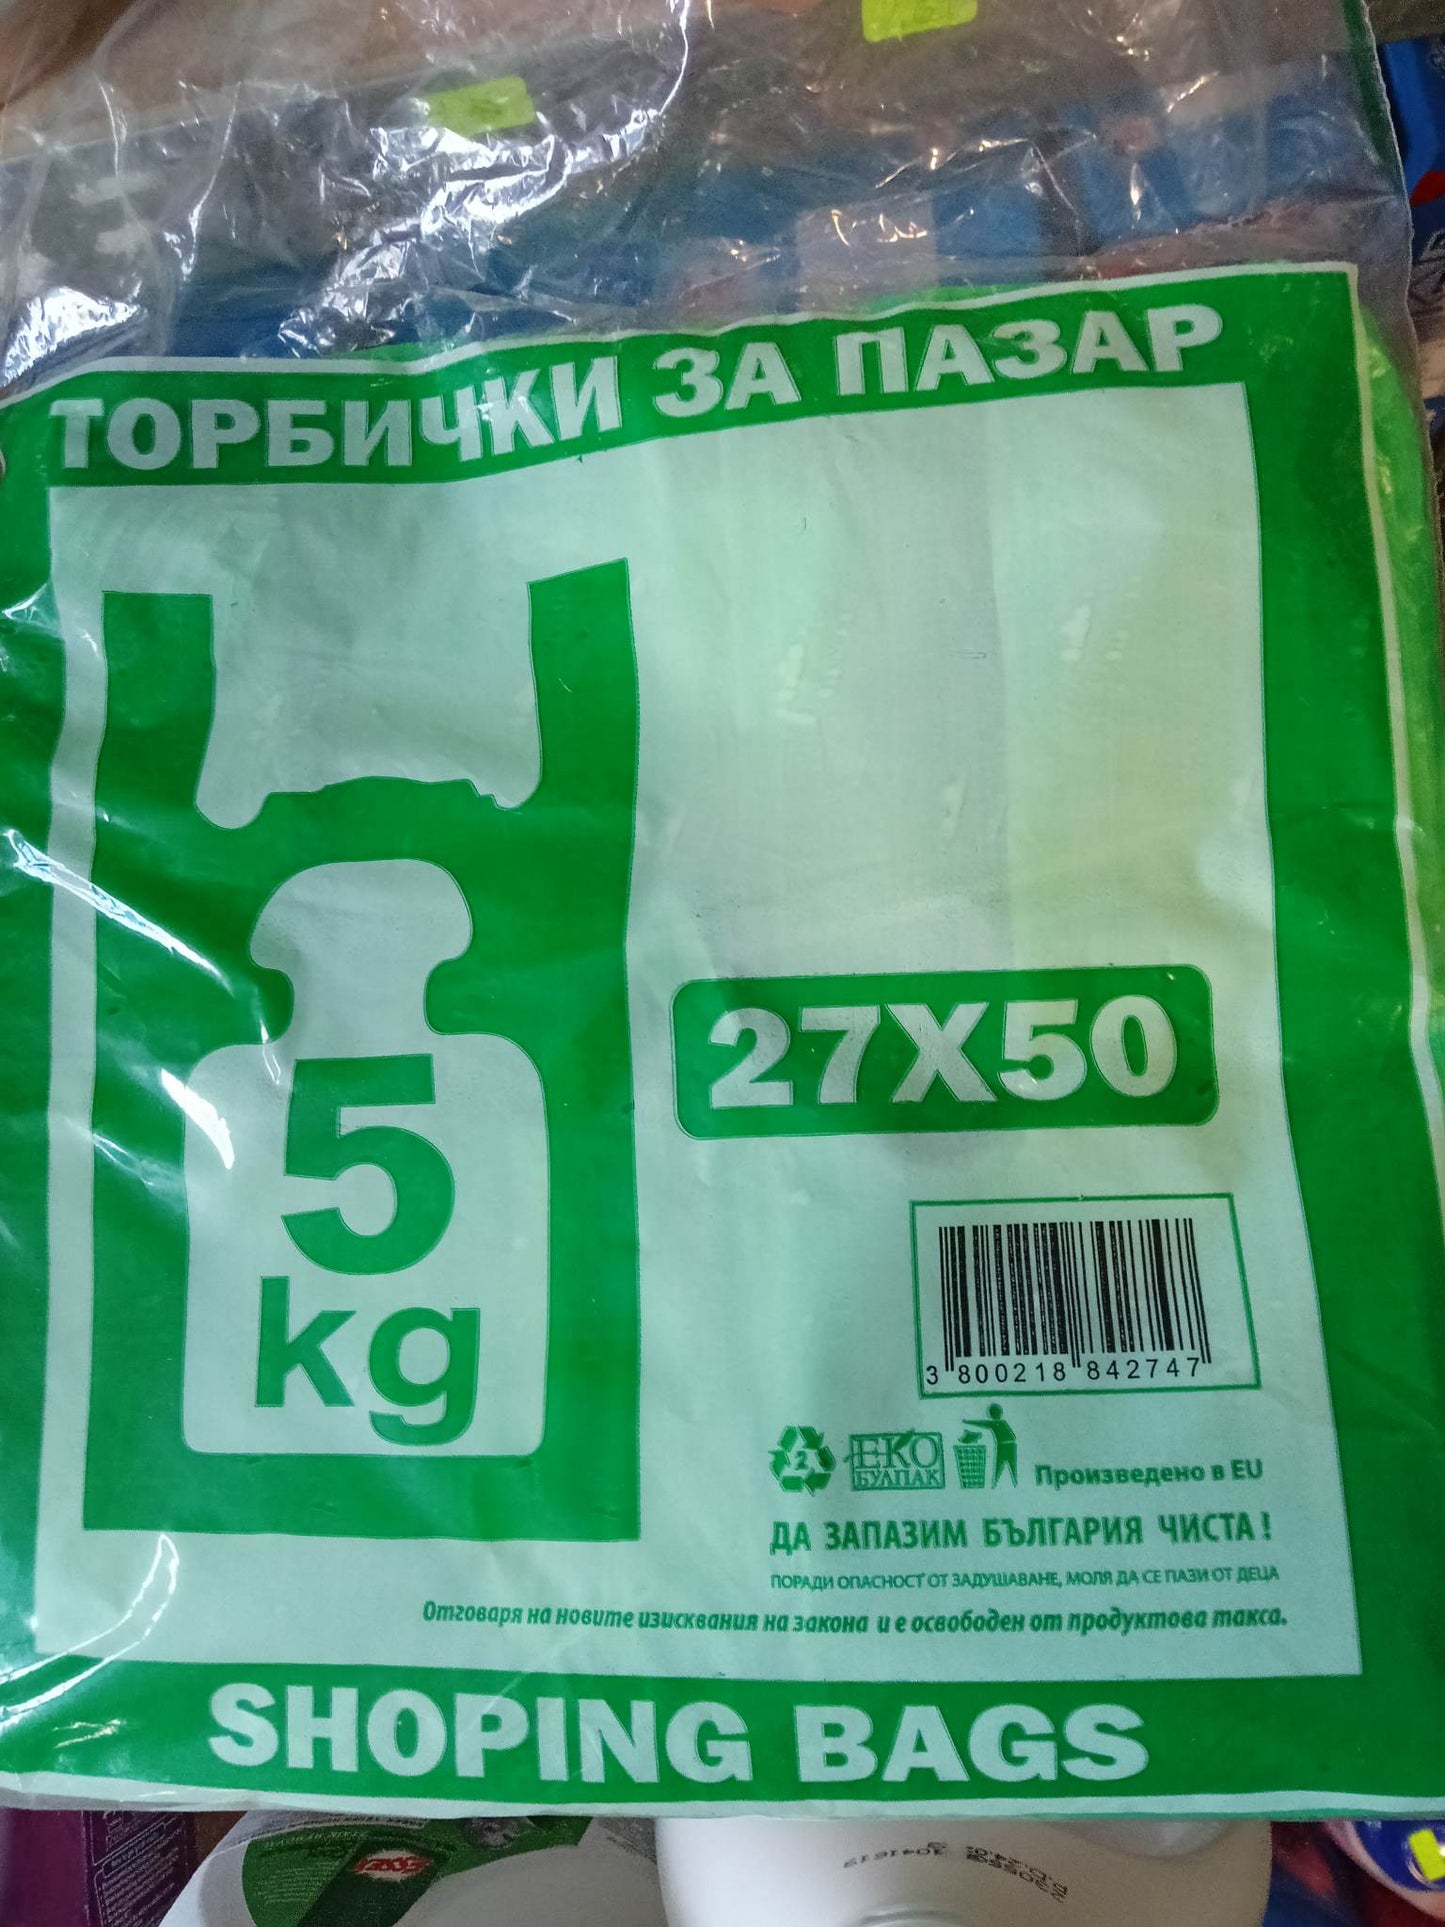 ТОРБИЧКИ ЗА ПАЗАР
27X50
5
kg
3 800218 842747
2
ЕКО
БУЛПАК
Произведено в EU
ДА ЗАПАЗИМ БЪЛГАРИЯ ЧИСТА!
ПОРАДИ ОПАСНОСТ ОТ ЗАДУШАВАНЕ, МОЛЯ ДА СЕ ПАЗИ ОТ ДЕЦА
Отговаря на новите изисквания на закона и е освободен от продуктова такса.
SHOPING BAGS